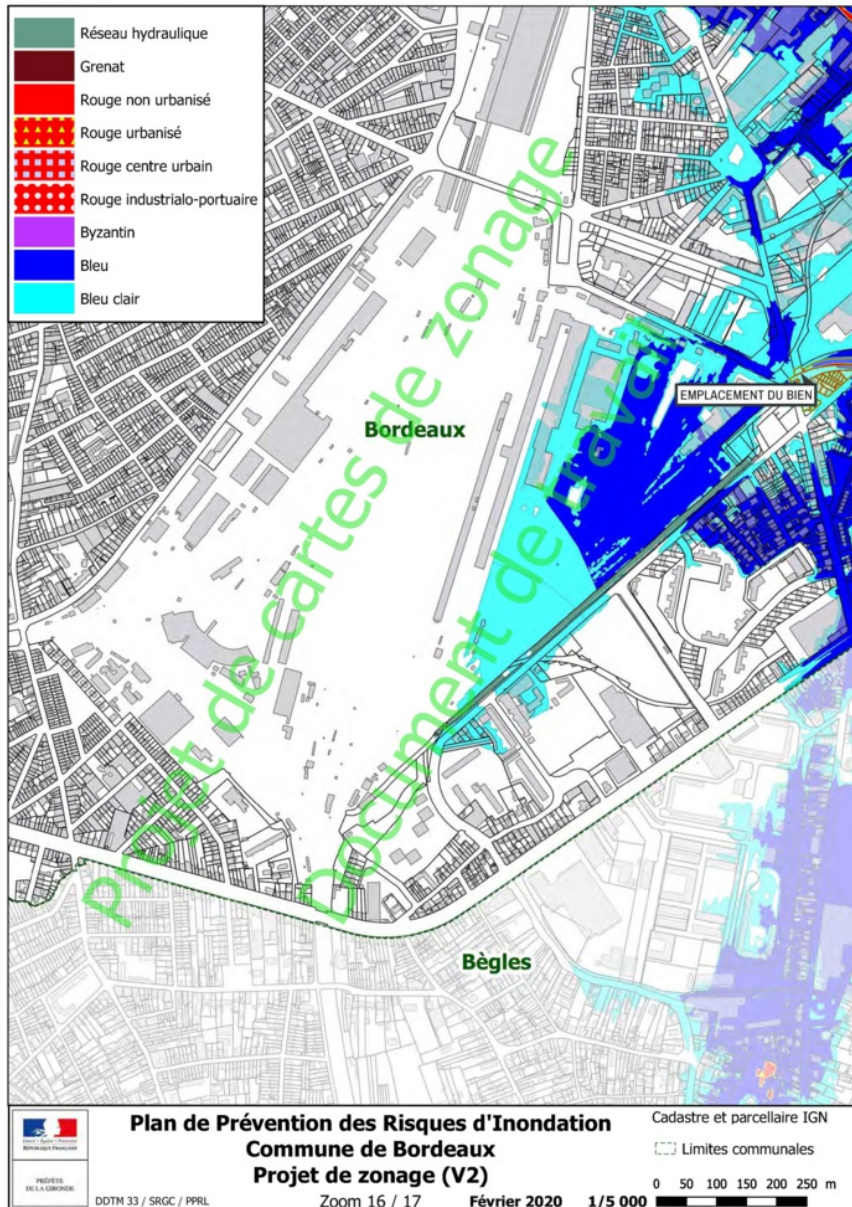 Réseau hydraulique
Grenat
Rouge non urbanisé
Rouge urbanisé
Rouge centre urbain
Rouge industrialo-portuaire
Byzantin
Bleu
Bleu clair
Projet de cartes de zonage
Document de travail
EMPLACEMENT DU BIEN
Bordeaux
Bègles
Liberté • Égalité • Fraternité
RÉPUBLIQUE FRANÇAISE
PRÉFÈTE
DE LA GIRONDE
Plan de Prévention des Risques d'Inondation
Commune de Bordeaux
Projet de zonage (V2)
DDTM 33 / SRGC / PPRL
Zoom 16 / 17
Février 2020
1/5 000
Cadastre et parcellaire IGN
Limites communales
0 50 100 150 200 250 m